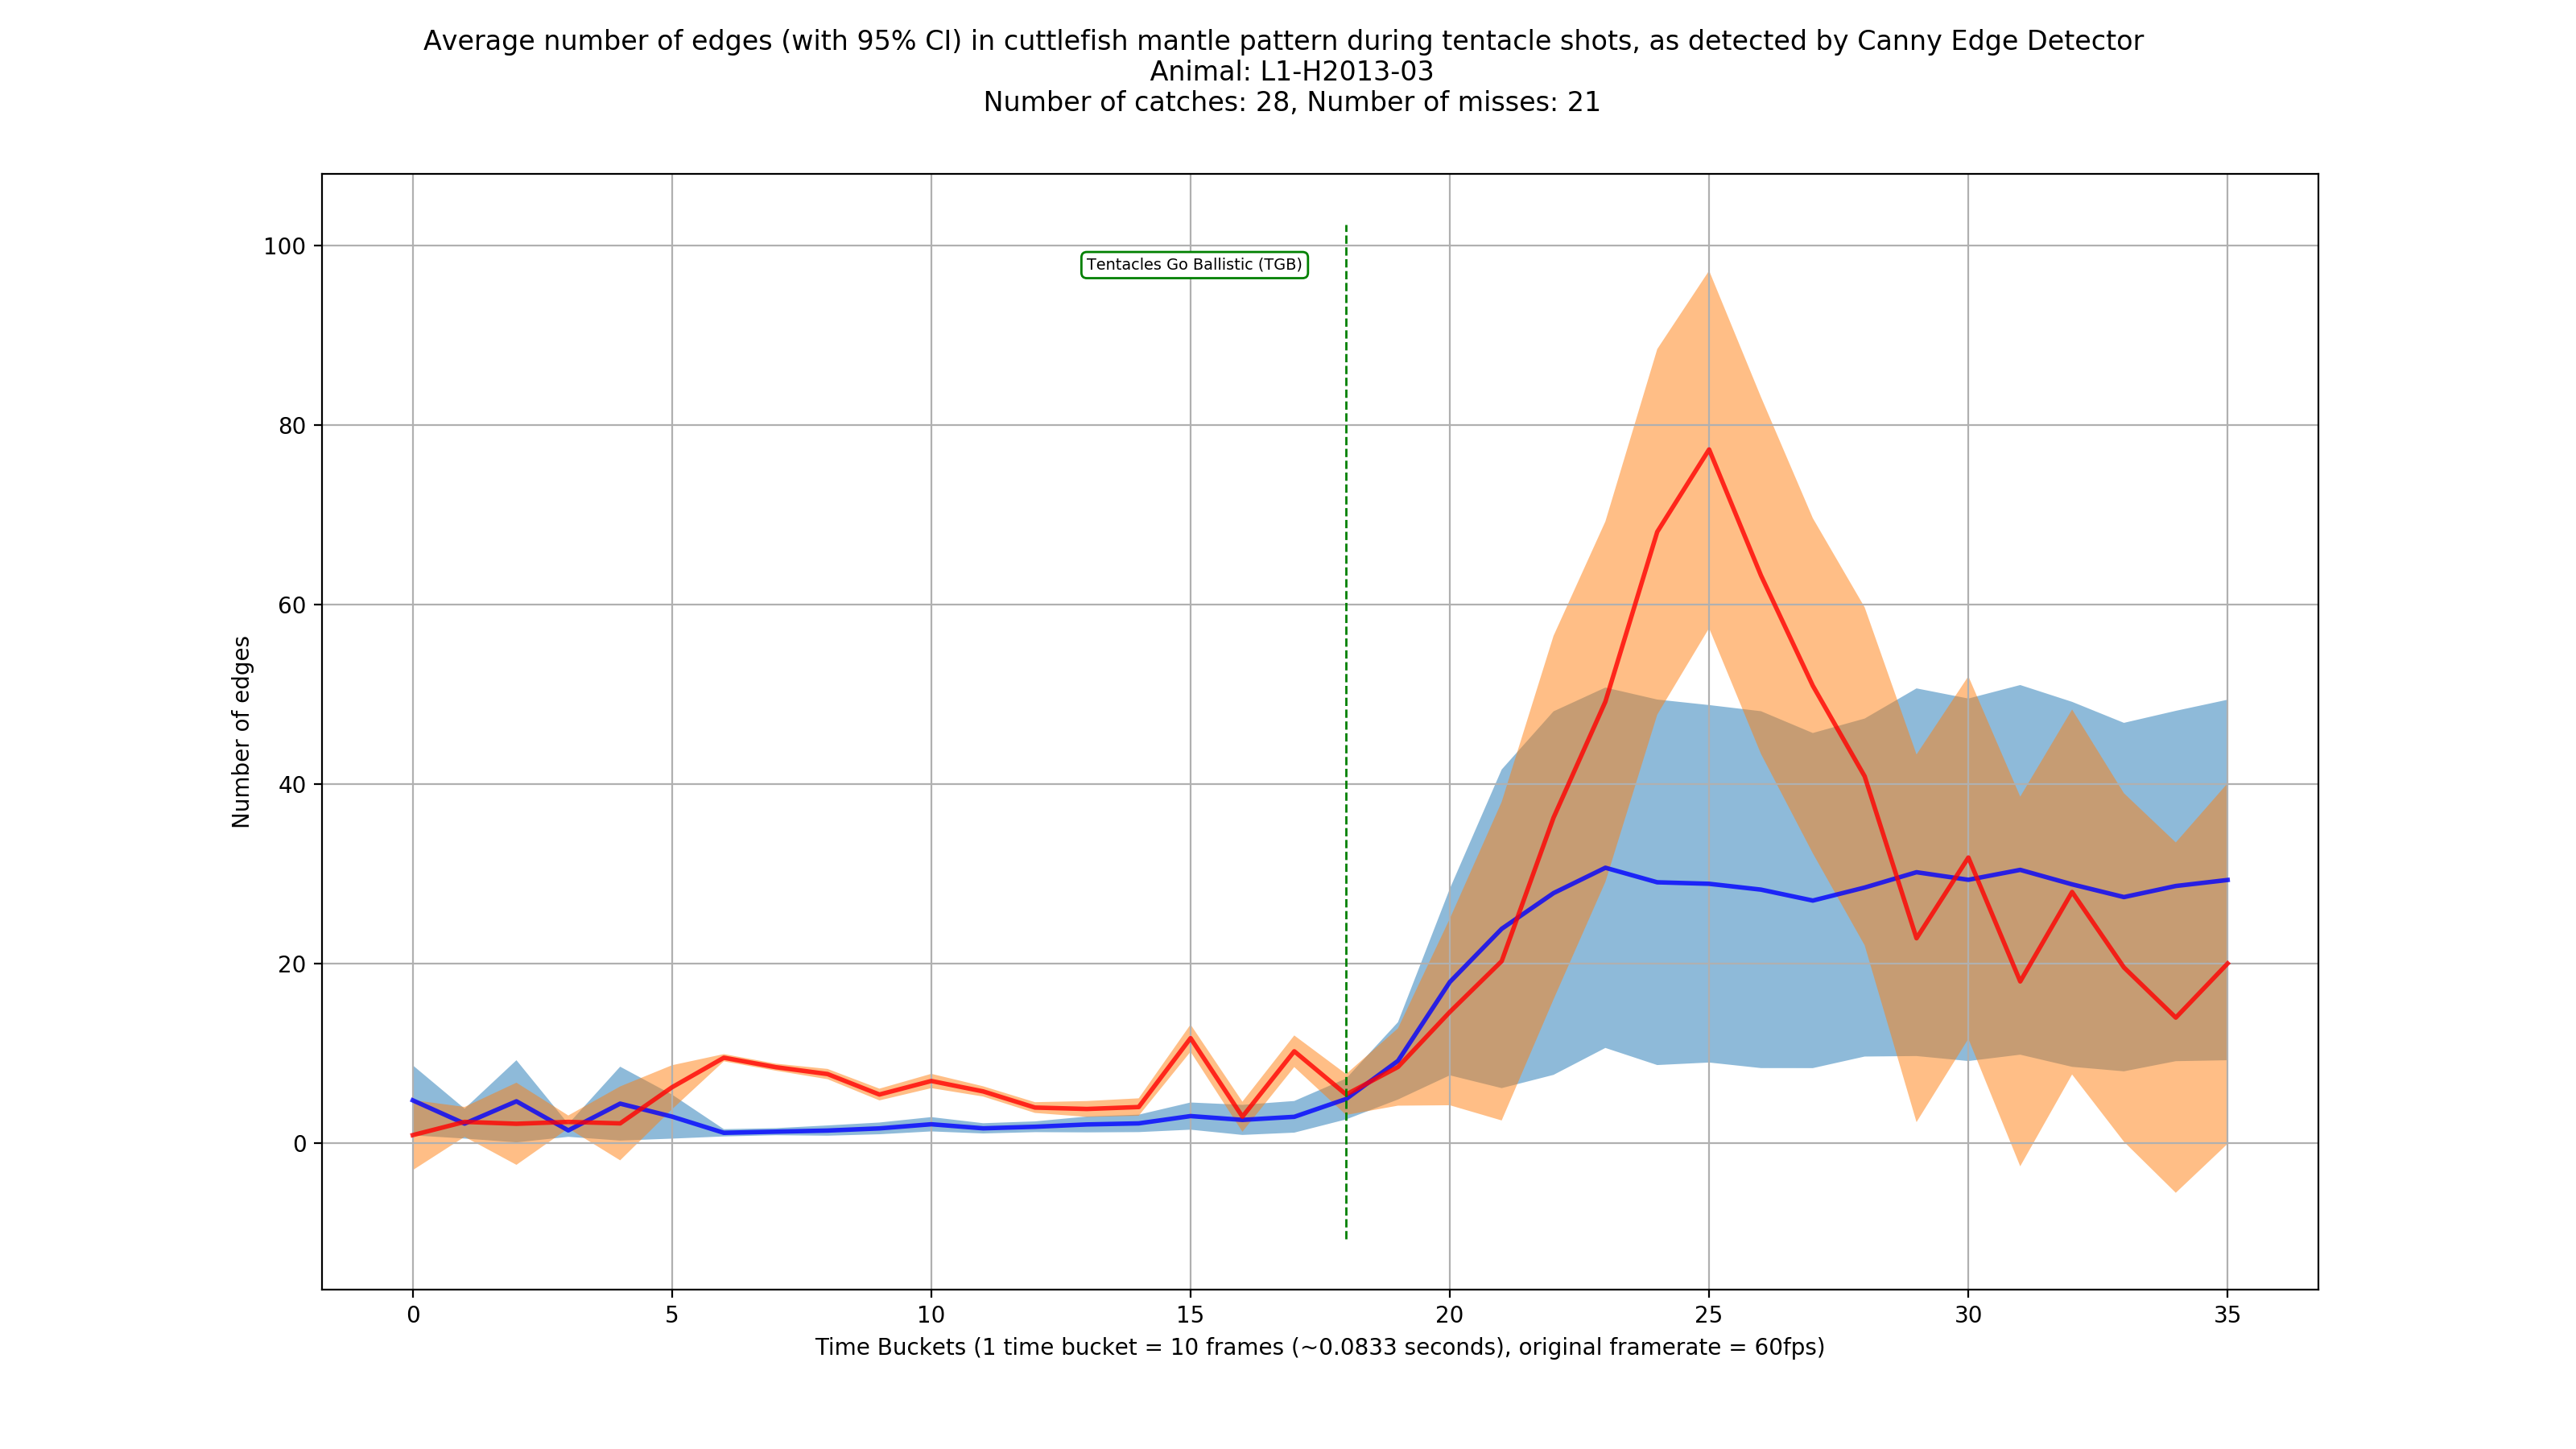 Average number of edges (with 95% CI) in cuttlefish mantle pattern during tentacle shots, as detected by Canny Edge Detector
Animal: L1-H2013-03
Number of catches: 28, Number of misses: 21
100
Tentacles Go Ballistic (TGB)
80
60
Number of edges
40
20
0
0 5 10 15 20 25 30 35
Time Buckets (1 time bucket = 10 frames (~0.0833 seconds), original framerate = 60fps)